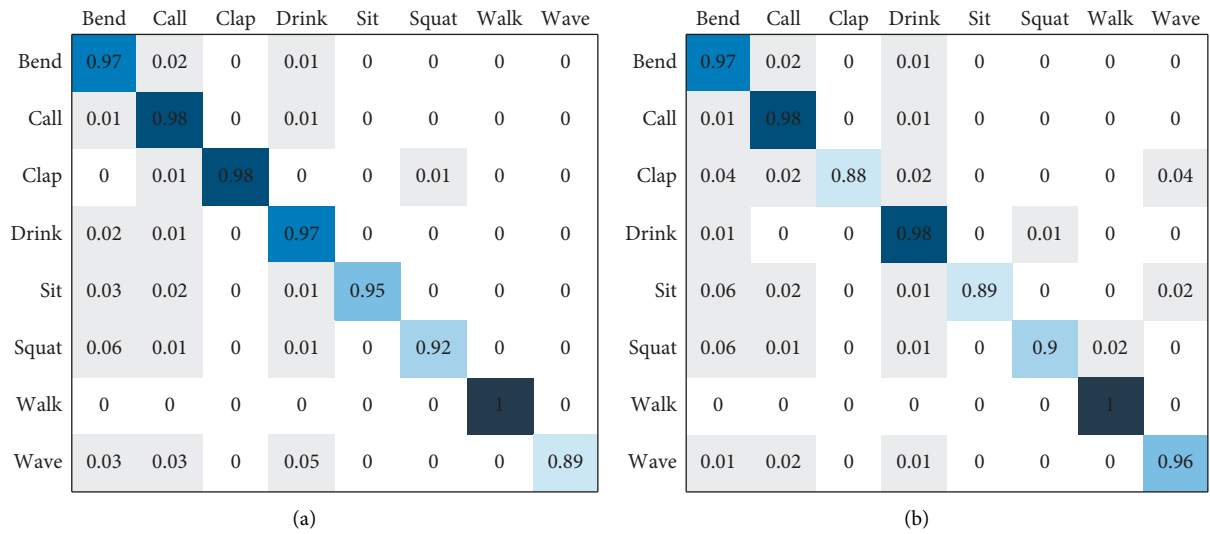 Bend Call Clap Drink Sit Squat Walk Wave
Bend 0.97 0.02 0 0.01 0 0 0 0
Call 0.01 0.98 0 0.01 0 0 0 0
Clap 0 0.01 0.98 0 0 0.01 0 0
Drink 0.02 0.01 0 0.97 0 0 0 0
Sit 0.03 0.02 0 0.01 0.95 0 0 0
Squat 0.06 0.01 0 0.01 0 0.92 0 0
Walk 0 0 0 0 0 0 1 0
Wave 0.03 0.03 0 0.05 0 0 0 0.89
(a)
Bend Call Clap Drink Sit Squat Walk Wave
Bend 0.97 0.02 0 0.01 0 0 0 0
Call 0.01 0.98 0 0.01 0 0 0 0
Clap 0.04 0.02 0.88 0.02 0 0 0 0.04
Drink 0.01 0 0 0.98 0 0.01 0 0
Sit 0.06 0.02 0 0.01 0.89 0 0 0.02
Squat 0.06 0.01 0 0.01 0 0.9 0.02 0
Walk 0 0 0 0 0 0 1 0
Wave 0.01 0.02 0 0.01 0 0 0 0.96
(b)